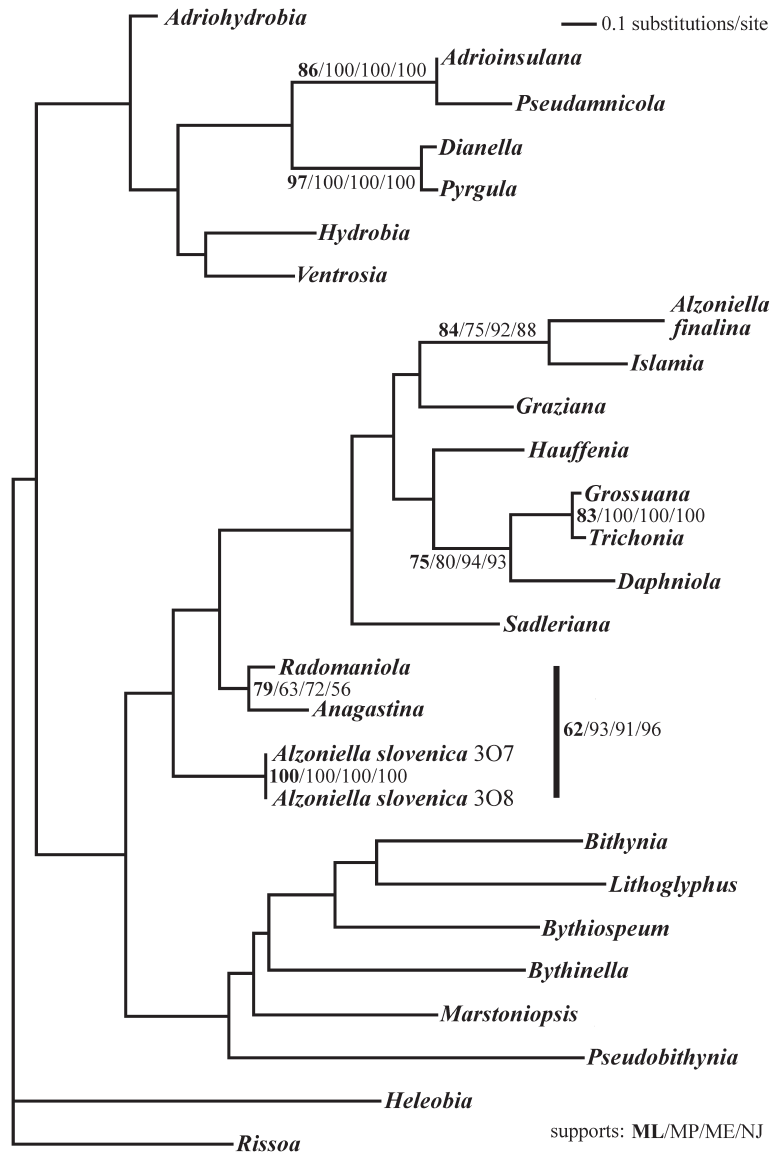 Adriohydrobia
0.1 substitutions/site
Adrioinsulana
86/100/100/100
Pseudamnicola
Dianella
97/100/100/100
Pyrgula
Hydrobia
Ventrosia
Alzoniella
finalina
84/75/92/88
Islamia
Graziana
Hauffenia
Grossuana
83/100/100/100
Trichonia
75/80/94/93
Daphniola
Sadleriana
Radomaniola
79/63/72/56
Anagastina
62/93/91/96
Alzoniella slovenica 3O7
100/100/100/100
Alzoniella slovenica 3O8
Bithynia
Lithoglyphus
Bythiospeum
Bythinella
Marstoniopsis
Pseudobithynia
Heleobia
supports: ML/MP/ME/NJ
Rissoa